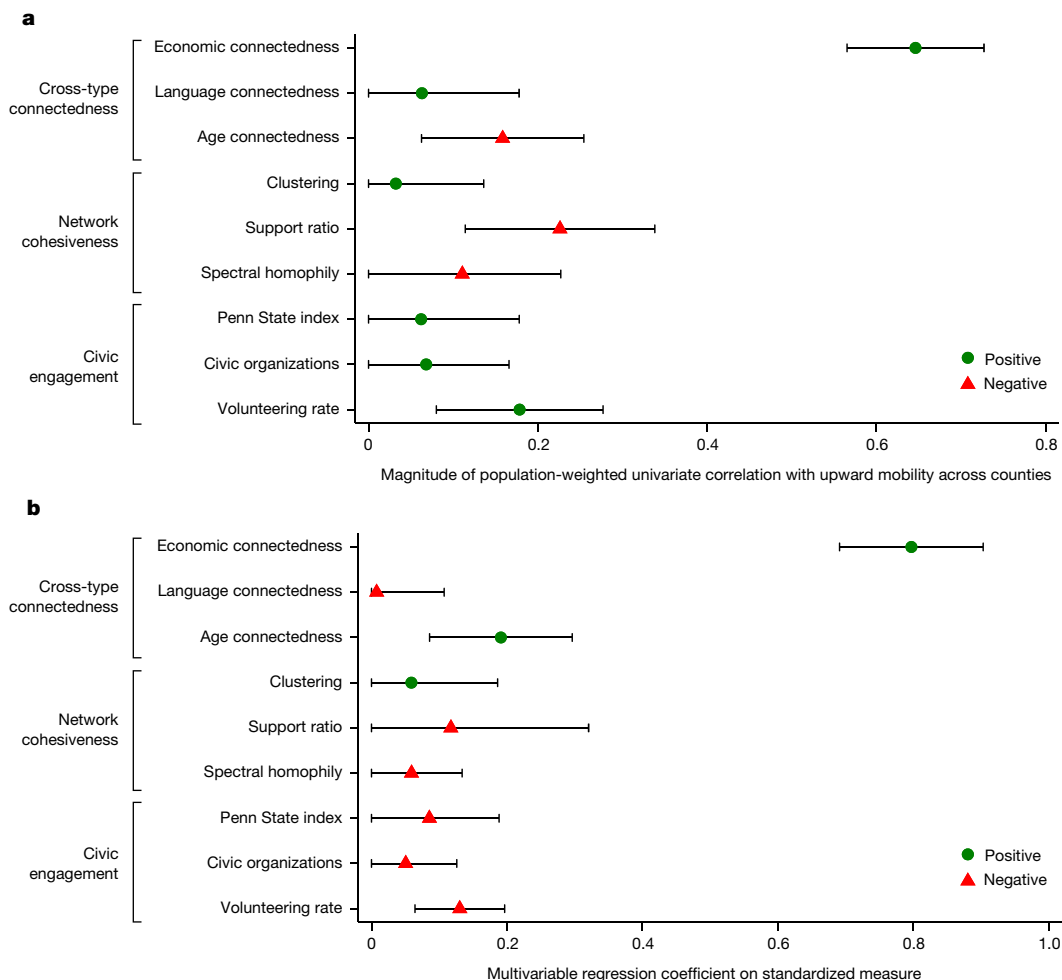 a
Economic connectedness
Cross-type
connectedness
Language connectedness
Age connectedness
Clustering
Network
cohesiveness
Support ratio
Spectral homophily
Penn State index
Civic
engagement
Civic organizations
Volunteering rate
Positive
Negative
0 0.2 0.4 0.6 0.8
Magnitude of population-weighted univariate correlation with upward mobility across counties
b
Economic connectedness
Cross-type
connectedness
Language connectedness
Age connectedness
Clustering
Network
cohesiveness
Support ratio
Spectral homophily
Penn State index
Civic
engagement
Civic organizations
Volunteering rate
Positive
Negative
0 0.2 0.4 0.6 0.8 1.0
Multivariable regression coefficient on standardized measure